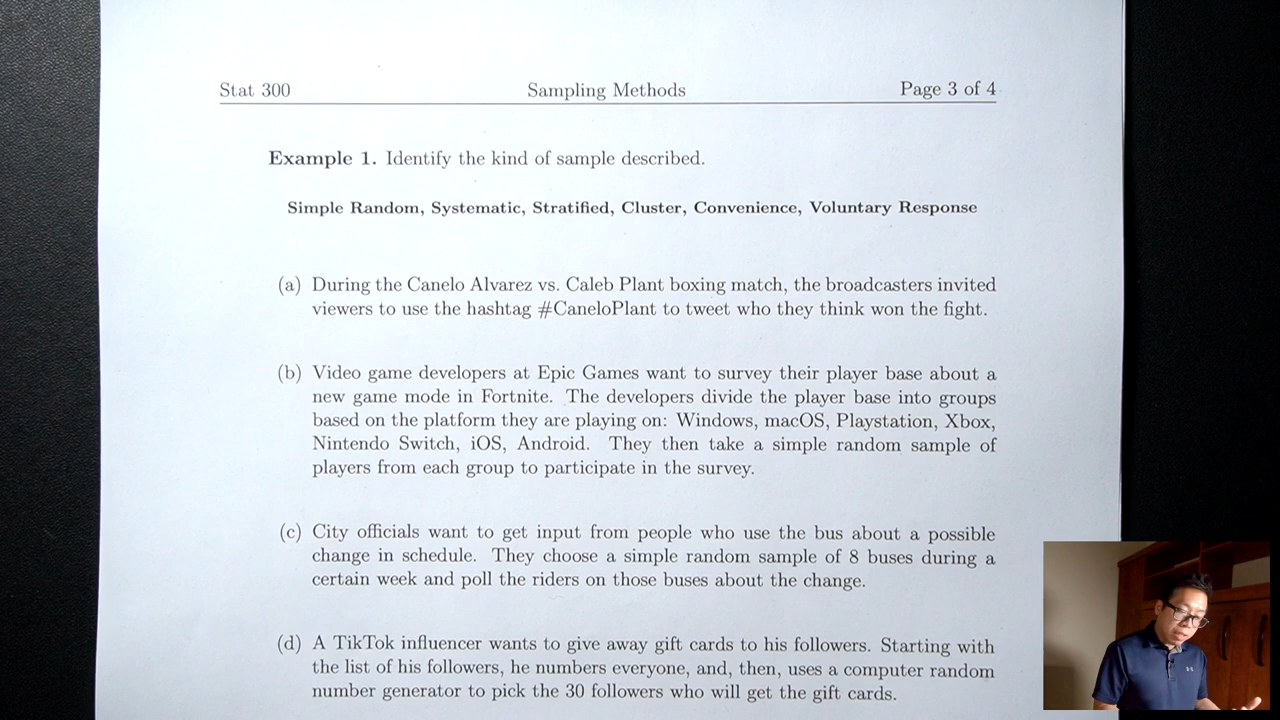 Stat 300 Sampling Methods Page 3 of 4
Example 1. Identify the kind of sample described.
Simple Random, Systematic, Stratified, Cluster, Convenience, Voluntary Response
(a) During the Canelo Alvarez vs. Caleb Plant boxing match, the broadcasters invited
viewers to use the hashtag #CaneloPlant to tweet who they think won the fight.
(b) Video game developers at Epic Games want to survey their player base about a
new game mode in Fortnite. The developers divide the player base into groups
based on the platform they are playing on: Windows, macOS, Playstation, Xbox,
Nintendo Switch, iOS, Android. They then take a simple random sample of
players from each group to participate in the survey.
(c) City officials want to get input from people who use the bus about a possible
change in schedule. They choose a simple random sample of 8 buses during a
certain week and poll the riders on those buses about the change.
(d) A TikTok influencer wants to give away gift cards to his followers. Starting with
the list of his followers, he numbers everyone, and, then, uses a computer random
number generator to pick the 30 followers who will get the gift cards.